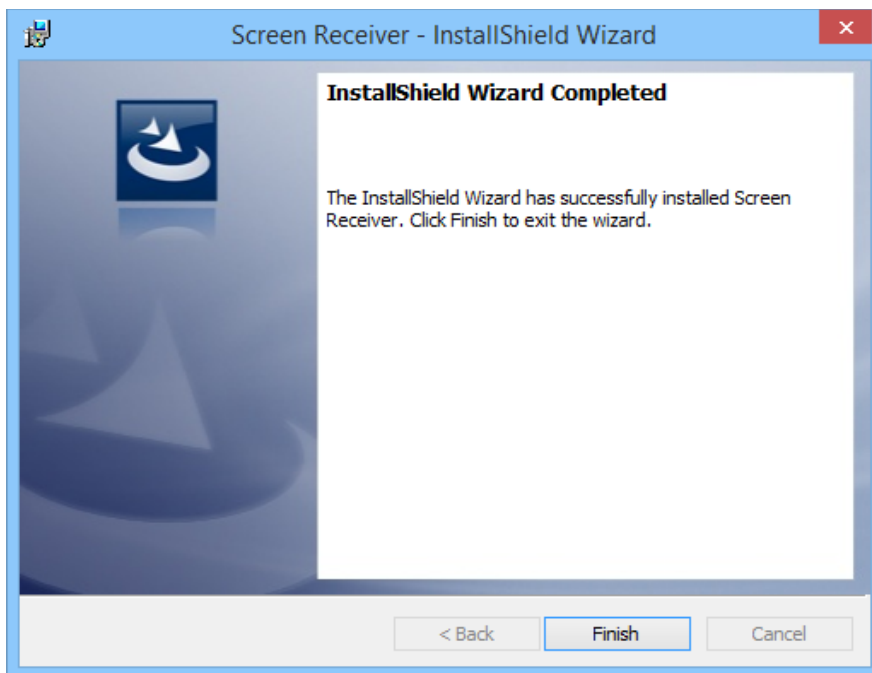 Screen Receiver - InstallShield Wizard
InstallShield Wizard Completed
The InstallShield Wizard has successfully installed Screen
Receiver. Click Finish to exit the wizard.
< Back
Finish
Cancel